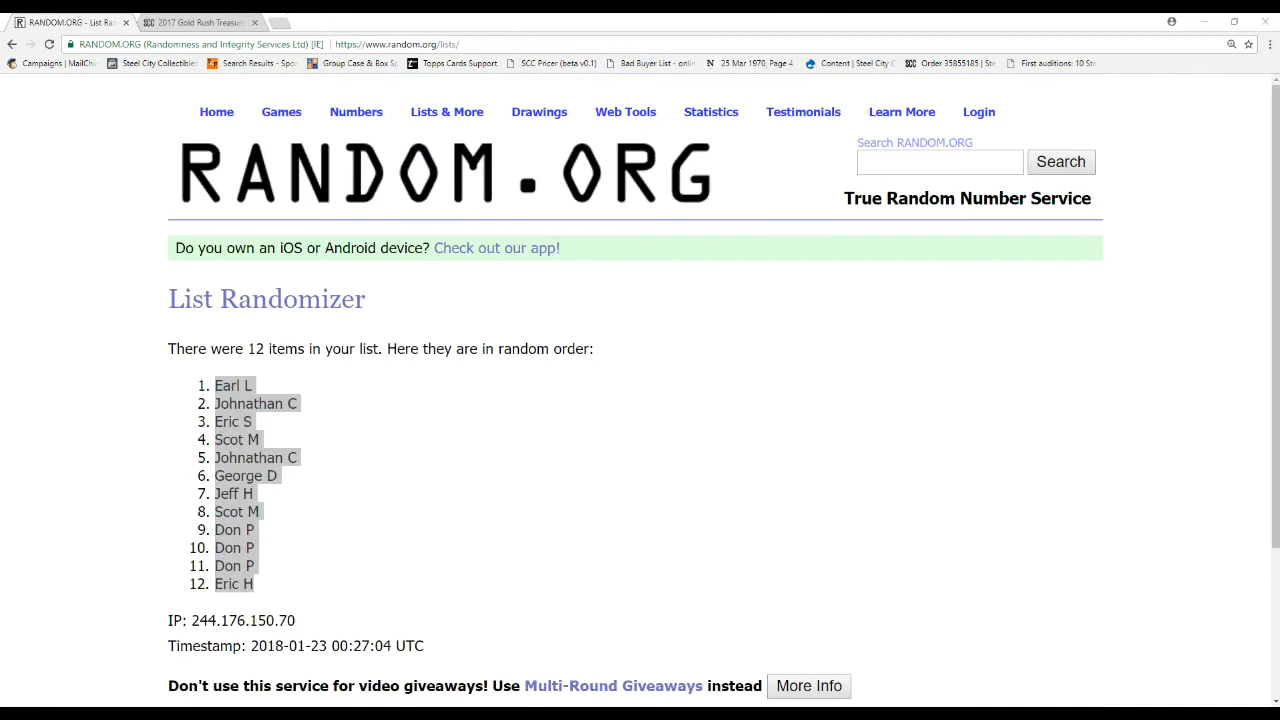 RANDOM.ORG - List Ra
SCC 2017 Gold Rush Treasur
RANDOM.ORG (Randomness and Integrity Services Ltd) [IE] https://www.random.org/lists/
Campaigns | MailChi Steel City Collectibles Search Results - Spo Group Case & Box Sp Topps Cards Support SCC Pricer (beta v0.1) Bad Buyer List - onlin N 25 Mar 1970, Page 4 Content | Steel City C SCC Order 35855185 | Ste First auditions: 10 Ste
Home Games Numbers Lists & More Drawings Web Tools Statistics Testimonials Learn More Login
RANDOM.ORG
Search RANDOM.ORG
Search
True Random Number Service
Do you own an iOS or Android device? Check out our app!
List Randomizer
There were 12 items in your list. Here they are in random order:
1. Earl L
2. Johnathan C
3. Eric S
4. Scot M
5. Johnathan C
6. George D
7. Jeff H
8. Scot M
9. Don P
10. Don P
11. Don P
12. Eric H
IP: 244.176.150.70
Timestamp: 2018-01-23 00:27:04 UTC
Don't use this service for video giveaways! Use Multi-Round Giveaways instead More Info